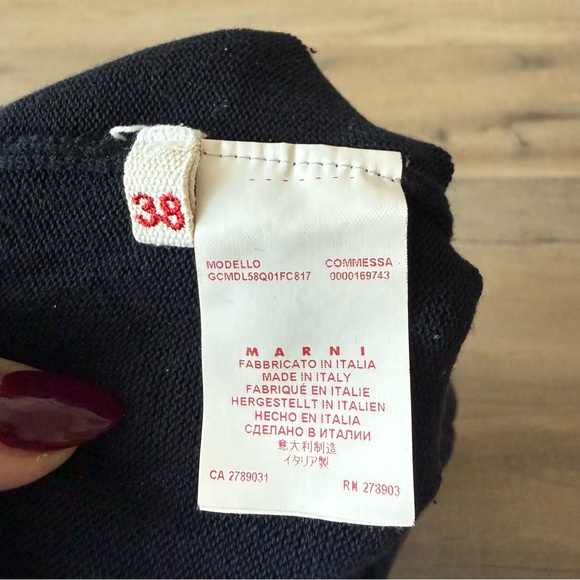 38
MODELLO COMMESSA
GCMDL58Q01FC817 0000169743
MARNI
FABBRICATO IN ITALIA
MADE IN ITALY
FABRIQUÉ EN ITALIE
HERGESTELLT IN ITALIEN
HECHO EN ITALIA
СДЕЛАНО В ИТАЛИИ
意大利制造
イタリア製
CA 2789031 RN 278903